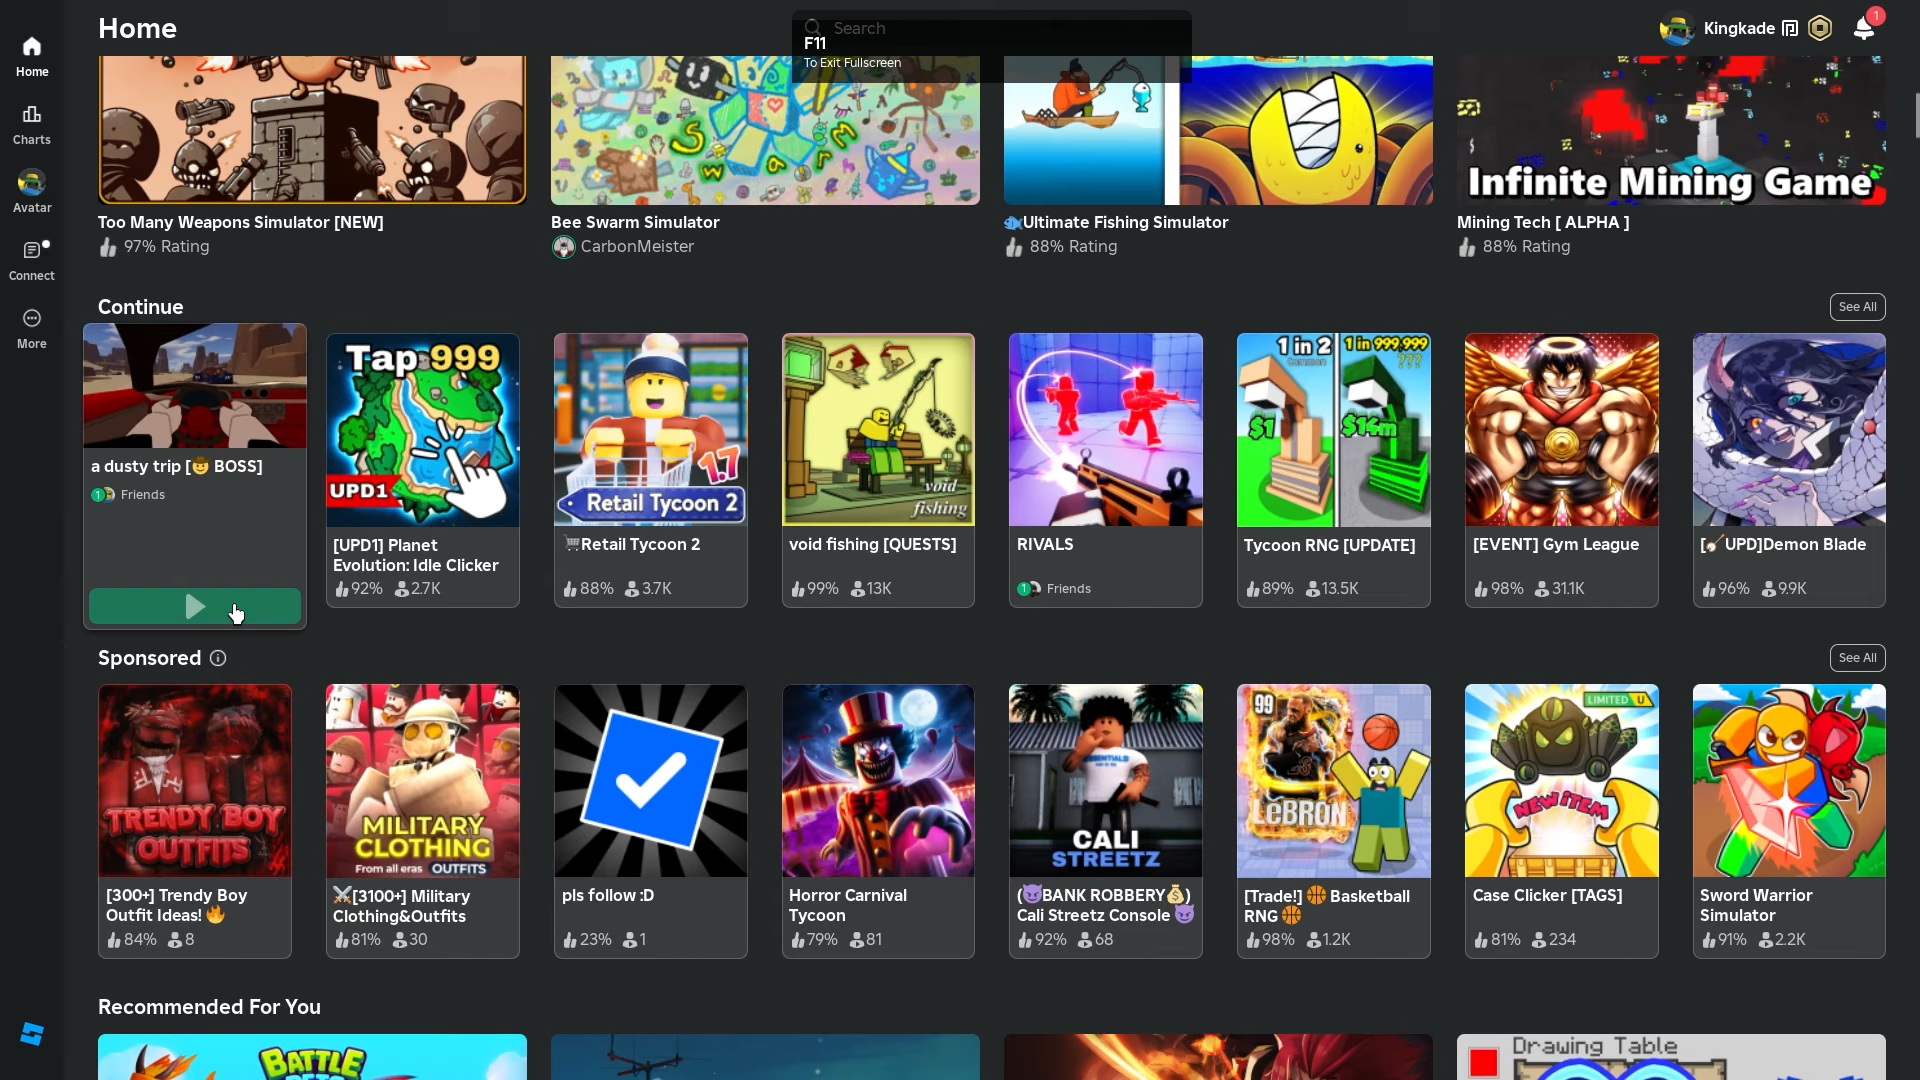 Home
Search
F11
To Exit Fullscreen
Kingkade
1
Home
Charts
Avatar
Connect
More
SwaRM
Infinite Mining Game
Too Many Weapons Simulator [NEW]
97% Rating
Bee Swarm Simulator
CarbonMeister
🐟Ultimate Fishing Simulator
88% Rating
Mining Tech [ ALPHA ]
88% Rating
Continue
See All
a dusty trip [🤠 BOSS]
1 Friends
Tap 999
UPD1
[UPD1] Planet
Evolution: Idle Clicker
92% 2.7K
1.7
Retail Tycoon 2
🛒Retail Tycoon 2
88% 3.7K
void
fishing
void fishing [QUESTS]
99% 13K
RIVALS
1 Friends
1 in 2
Common
1 in 999,999
???
$1
$14m
Tycoon RNG [UPDATE]
89% 13.5K
[EVENT] Gym League
98% 31.1K
[🪕UPD]Demon Blade
96% 9.9K
Sponsored
See All
TRENDY BOY
OUTFITS
[300+] Trendy Boy
Outfit Ideas! 🔥
84% 8
MILITARY
CLOTHING
From all eras OUTFITS
⚔️[3100+] Military
Clothing&Outfits
81% 30
pls follow :D
23% 1
Horror Carnival
Tycoon
79% 81
ESSENTIALS
CALI
STREETZ
(😈BANK ROBBERY💰)
Cali Streetz Console 😈
92% 68
99
LeBRON
[Trade!] 🏀 Basketball
RNG 🏀
98% 1.2K
LIMITED U
NEW ITEM
Case Clicker [TAGS]
81% 234
Sword Warrior
Simulator
91% 2.2K
Recommended For You
BATTLE
PETS
Drawing Table